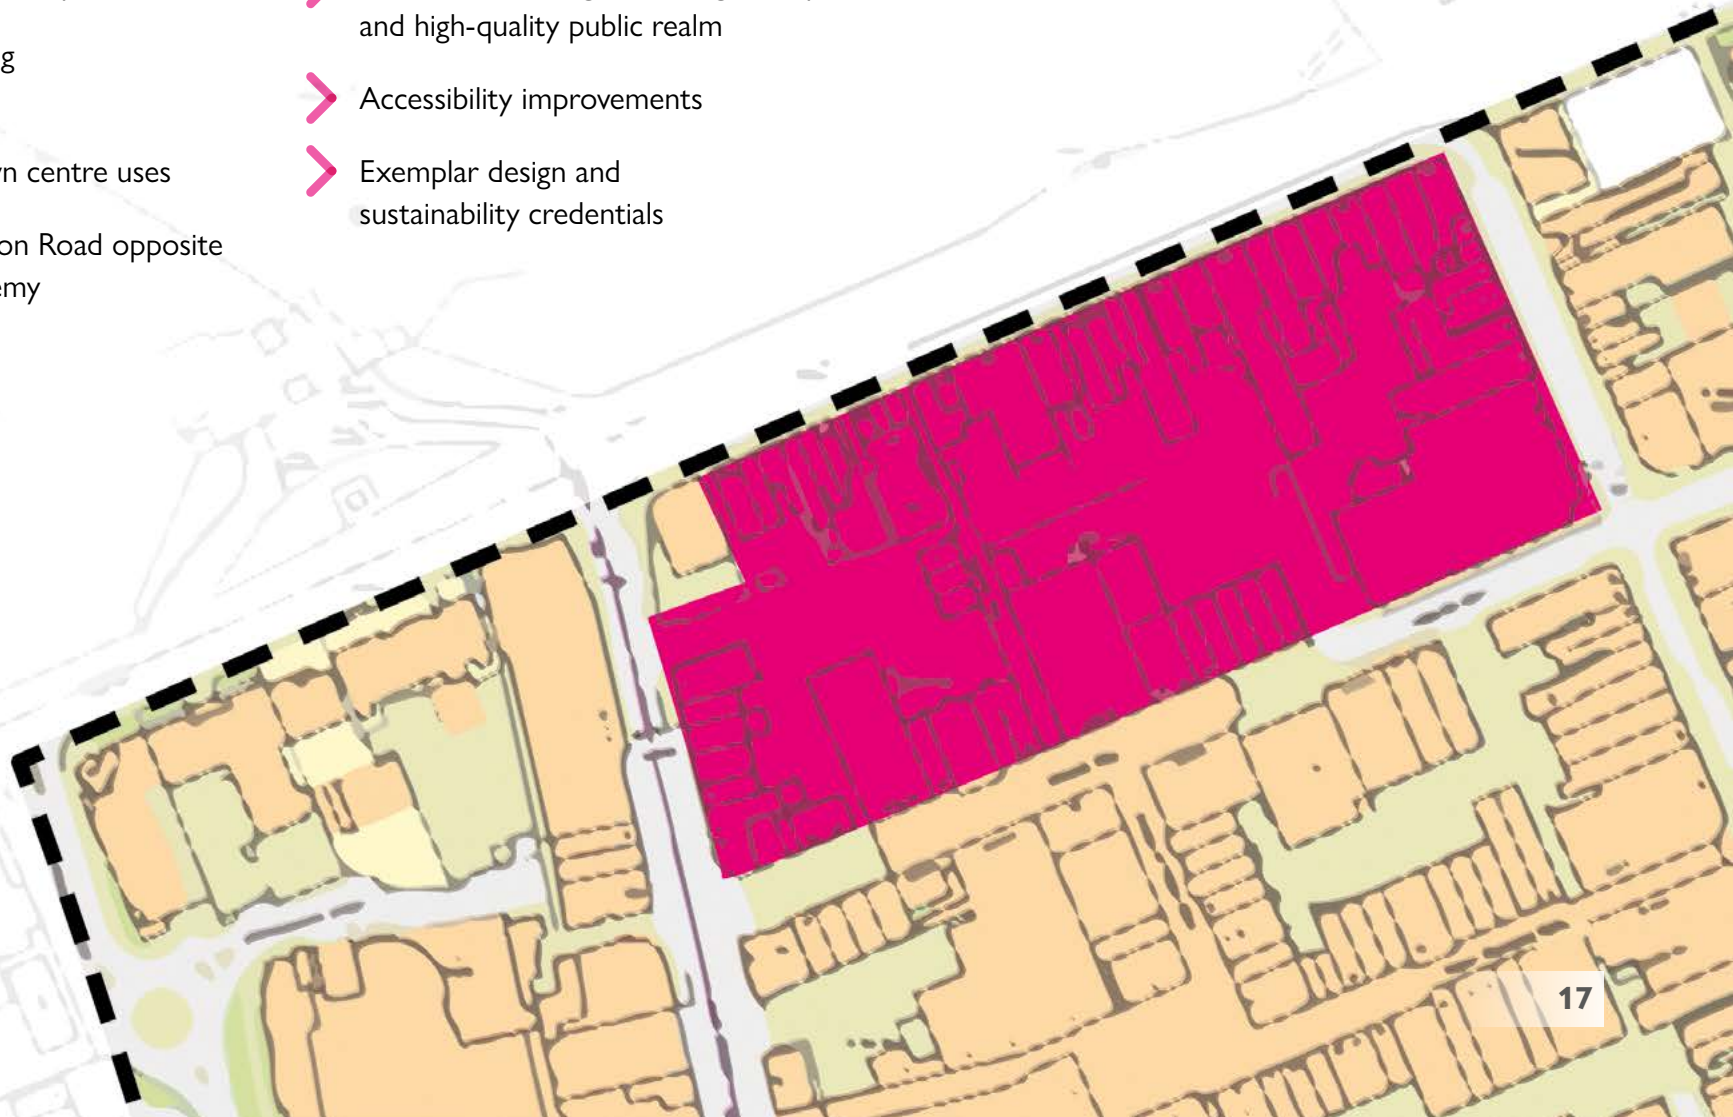 g
n centre uses
on Road opposite
emy
and high-quality public realm
Accessibility improvements
Exemplar design and
sustainability credentials
17